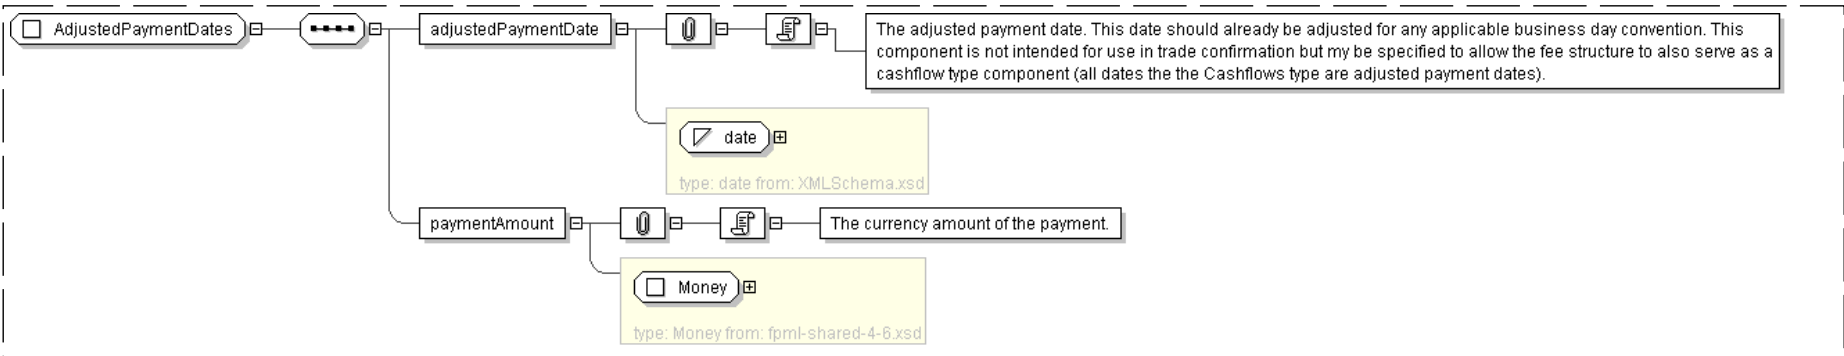 AdjustedPaymentDates
adjustedPaymentDate
The adjusted payment date. This date should already be adjusted for any applicable business day convention. This
component is not intended for use in trade confirmation but my be specified to allow the fee structure to also serve as a
cashflow type component (all dates the the Cashflows type are adjusted payment dates).
date
type: date from: XMLSchema.xsd
paymentAmount
The currency amount of the payment.
Money
type: Money from: fpml-shared-4-6.xsd